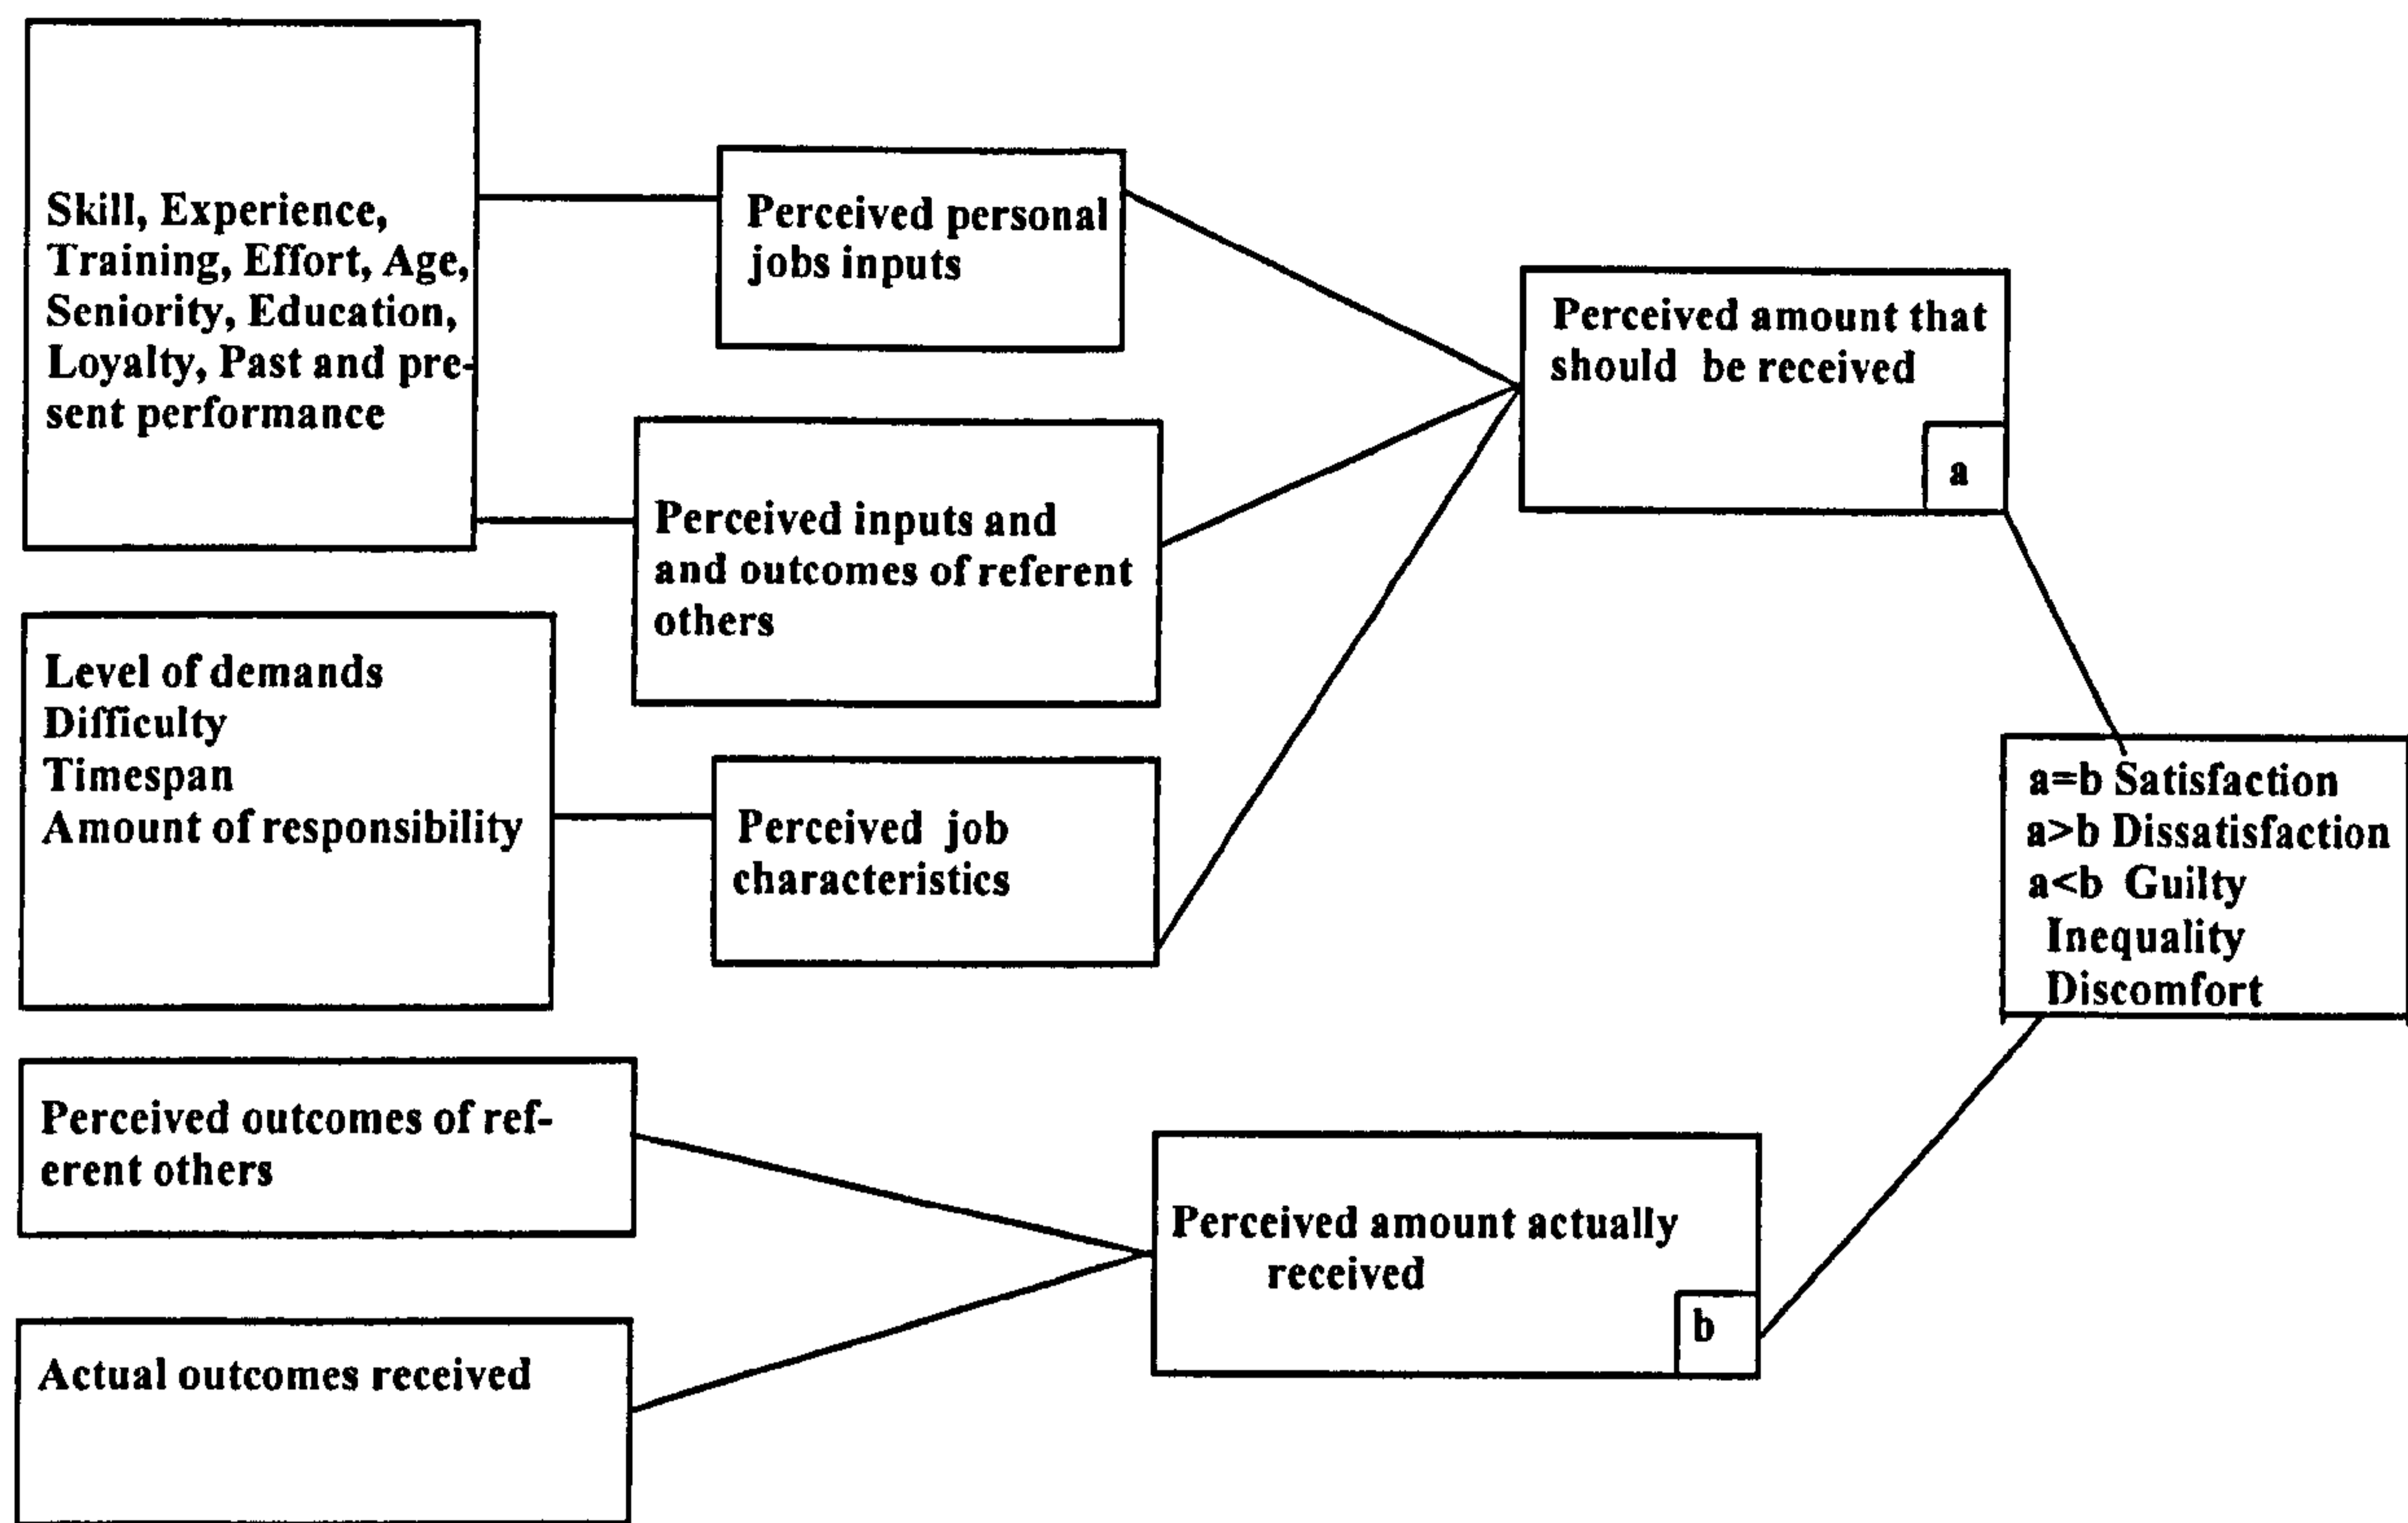 Skill, Experience,
Training, Effort, Age,
Seniority, Education,
Loyalty, Past and pre-
sent performance
Perceived personal
jobs inputs
Perceived inputs and
and outcomes of referent
others
Level of demands
Difficulty
Timespan
Amount of responsibility
Perceived job
characteristics
Perceived amount that
should be received
a
a=b Satisfaction
a>b Dissatisfaction
a<b Guilty
Inequality
Discomfort
Perceived outcomes of ref-
erent others
Actual outcomes received
Perceived amount actually
received
b